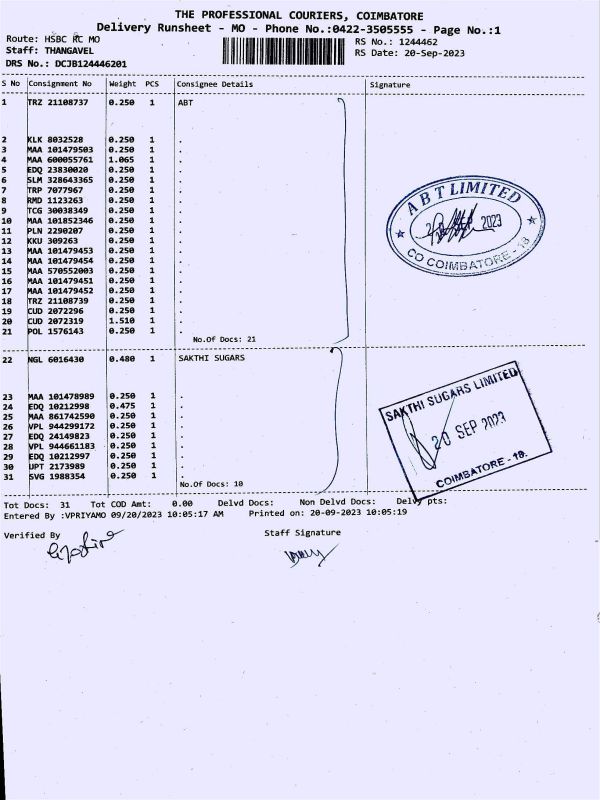 THE PROFESSIONAL COURIERS, COIMBATORE
Delivery Runsheet - MO - Phone No.:0422-3505555 - Page No.:1
Route: HSBC RC MO
RS No.: 1244462
Staff: THANGAVEL
RS Date: 20-Sep-2023
DRS No.: DCJB124446201
S No Consignment No Weight PCS Consignee Details Signature
1 TRZ 21108737 0.250 1 ABT
2 KLK 8032528 0.250 1 .
3 MAA 101479503 0.250 1 .
4 MAA 600055761 1.065 1 .
5 EDQ 23830020 0.250 1 .
6 SLM 328643365 0.250 1 .
7 TRP 7077967 0.250 1 .
8 RMD 1123263 0.250 1 .
9 TCG 30038349 0.250 1 .
10 MAA 101852346 0.250 1 .
11 PLN 2290207 0.250 1 .
12 KKU 309263 0.250 1 .
13 MAA 101479453 0.250 1 .
14 MAA 101479454 0.250 1 .
15 MAA 570552003 0.250 1 .
16 MAA 101479451 0.250 1 .
17 MAA 101479452 0.250 1 .
18 TRZ 21108739 0.250 1 .
19 CUD 2072296 0.250 1 .
20 CUD 2072319 1.510 1 .
21 POL 1576143 0.250 1 .
No.Of Docs: 21
ABT LIMITED
2023
CO COIMBATORE - 18
22 NGL 6016430 0.480 1 SAKTHI SUGARS
23 MAA 101478989 0.250 1 .
24 EDQ 10212998 0.475 1 .
25 MAA 861742590 0.250 1 .
26 VPL 944299172 0.250 1 .
27 EDQ 24149823 0.250 1 .
28 VPL 944661183 0.250 1 .
29 EDQ 10212997 0.250 1 .
30 UPT 2173989 0.250 1 .
31 SVG 1988354 0.250 1 .
No.Of Docs: 10
SAKTHI SUGARS LIMITED
20 SEP 2023
COIMBATORE - 18.
Tot Docs: 31 Tot COD Amt: 0.00 Delvd Docs: Non Delvd Docs: Delvy pts:
Entered By :VPRIYAMO 09/20/2023 10:05:17 AM Printed on: 20-09-2023 10:05:19
Verified By
Staff Signature